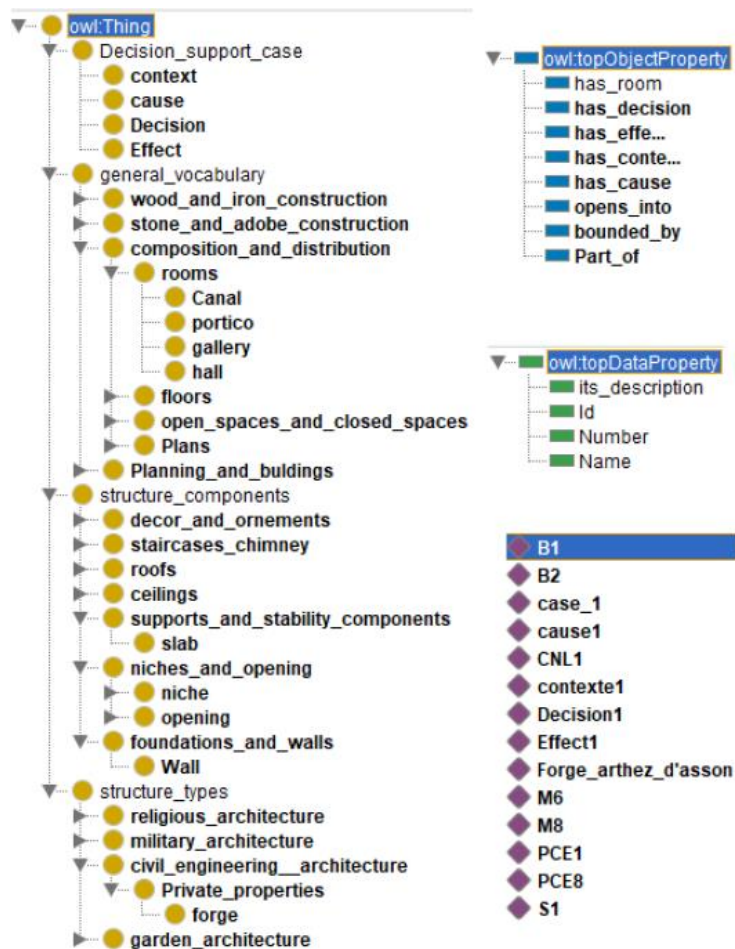 owl:Thing
Decision_support_case
context
cause
Decision
Effect
general_vocabulary
wood_and_iron_construction
stone_and_adobe_construction
composition_and_distribution
rooms
Canal
portico
gallery
hall
floors
open_spaces_and_closed_spaces
Plans
Planning_and_buldings
structure_components
decor_and_ornements
staircases_chimney
roofs
ceilings
supports_and_stability_components
slab
niches_and_opening
niche
opening
foundations_and_walls
Wall
structure_types
religious_architecture
military_architecture
civil_engineering__architecture
Private_properties
forge
garden_architecture
owl:topObjectProperty
has_room
has_decision
has_effe...
has_conte...
has_cause
opens_into
bounded_by
Part_of
owl:topDataProperty
its_description
Id
Number
Name
B1
B2
case_1
cause1
CNL1
contexte1
Decision1
Effect1
Forge_arthez_d'asson
M6
M8
PCE1
PCE8
S1